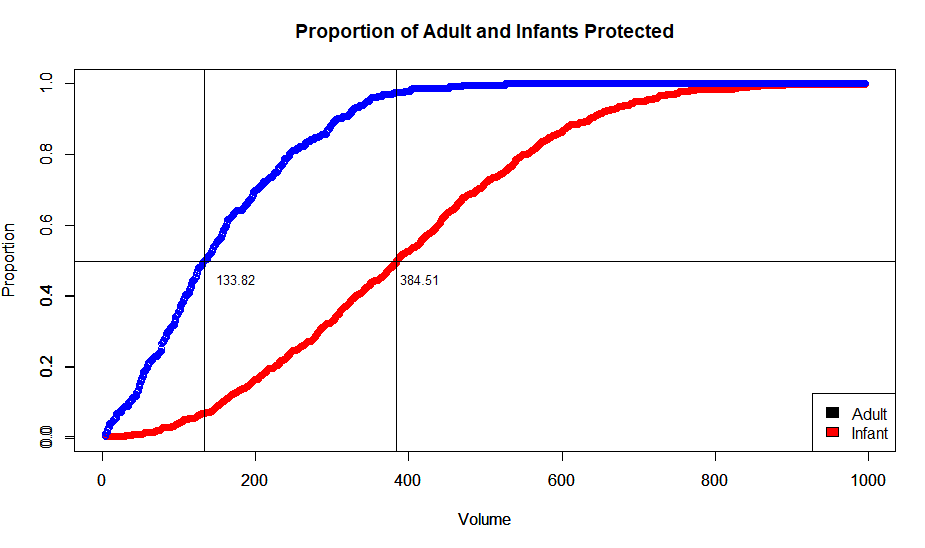 Proportion of Adult and Infants Protected
Proportion
1.0
0.8
0.6
0.4
0.2
0.0
133.82
384.51
Adult
Infant
0 200 400 600 800 1000
Volume